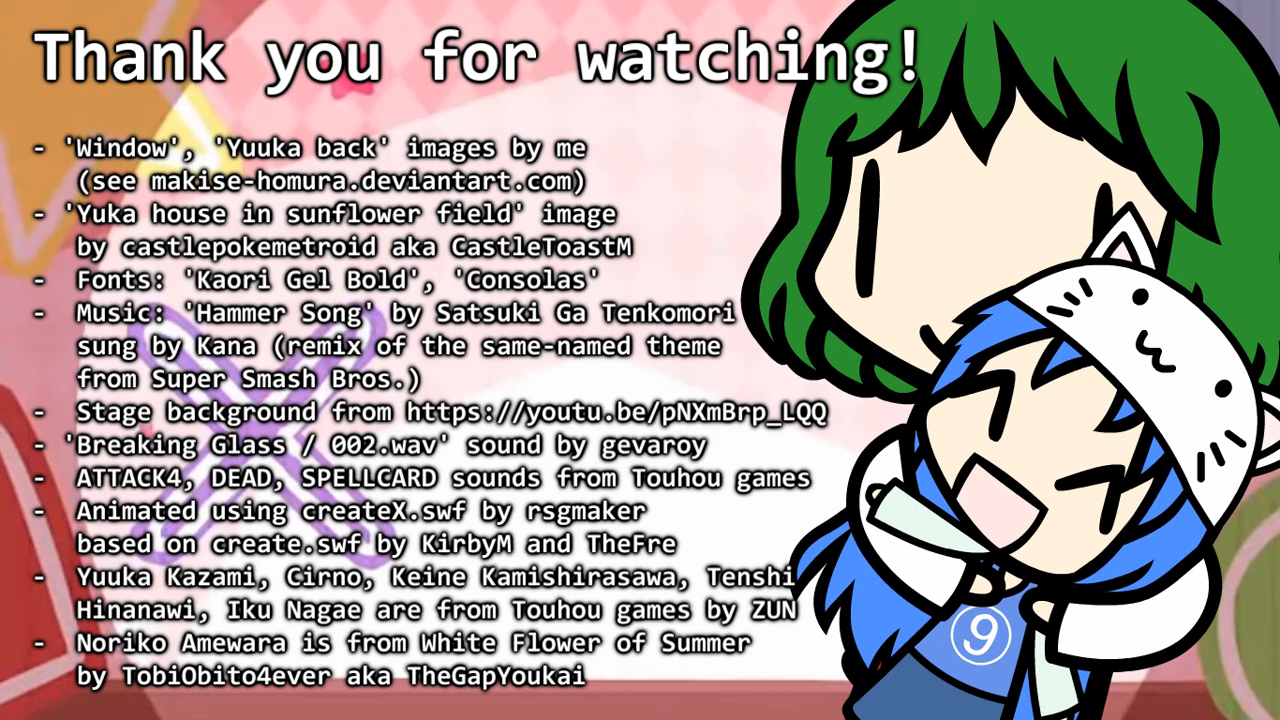 Thank you for watching!
- 'Window', 'Yuuka back' images by me
(see makise-homura.deviantart.com)
- 'Yuka house in sunflower field' image
by castlepokemetroid aka CastleToastM
- Fonts: 'Kaori Gel Bold', 'Consolas'
- Music: 'Hammer Song' by Satsuki Ga Tenkomori
sung by Kana (remix of the same-named theme
from Super Smash Bros.)
- Stage background from https://youtu.be/pNXmBrp_LQQ
- 'Breaking Glass / 002.wav' sound by gevaroy
- ATTACK4, DEAD, SPELLCARD sounds from Touhou games
- Animated using createX.swf by rsgmaker
based on create.swf by KirbyM and TheFre
- Yuuka Kazami, Cirno, Keine Kamishirasawa, Tenshi
Hinanawi, Iku Nagae are from Touhou games by ZUN
- Noriko Amewara is from White Flower of Summer
by TobiObito4ever aka TheGapYoukai
9